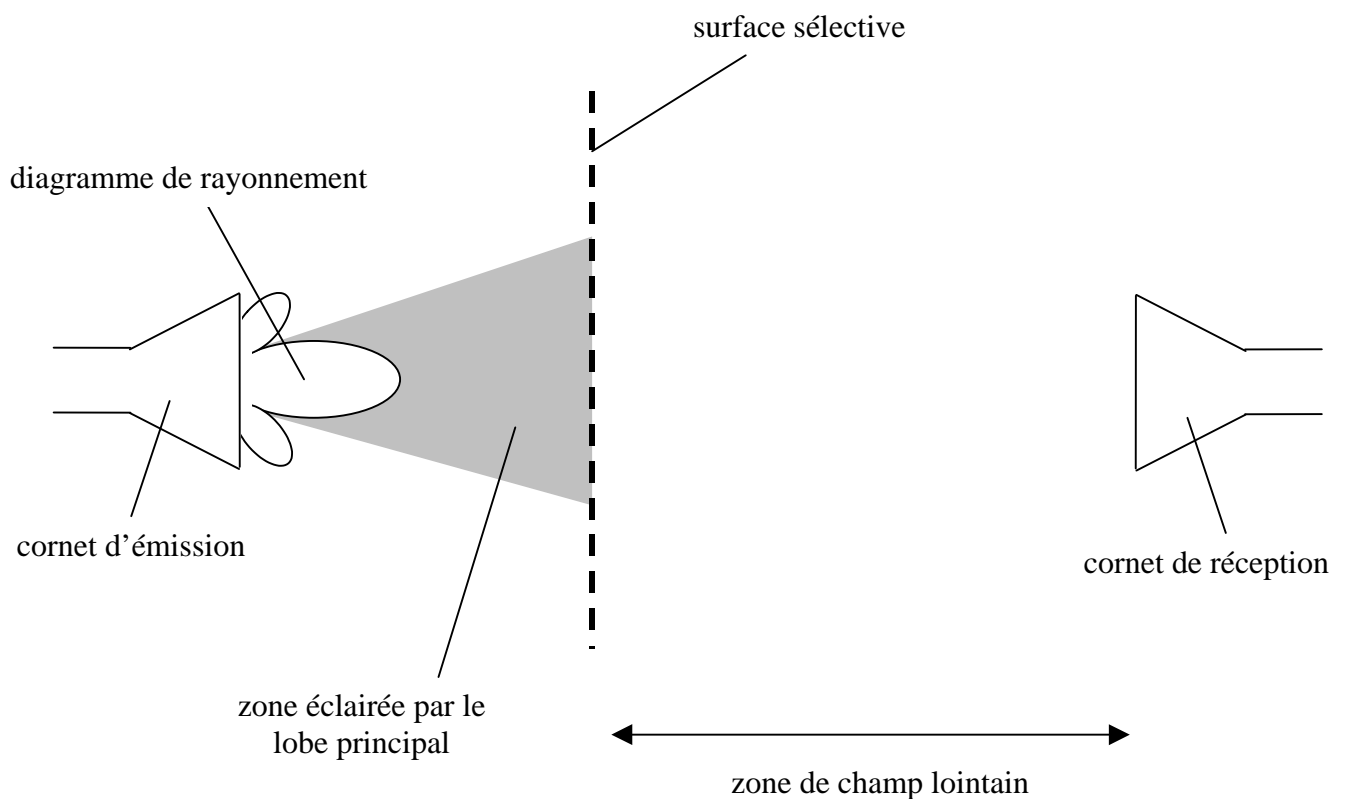 surface sélective
diagramme de rayonnement
cornet d’émission
cornet de réception
zone éclairée par le
lobe principal
zone de champ lointain